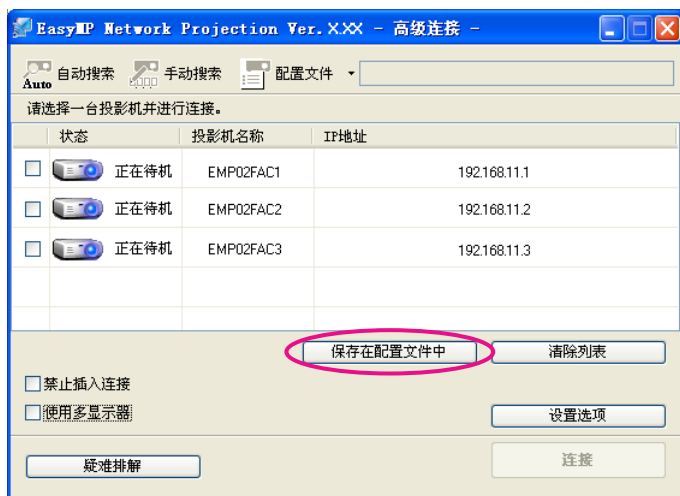 EasyMP Network Projection Ver.X.XX - 高级连接 -
Auto 自动搜索 手动搜索 配置文件
请选择一台投影机并进行连接。
状态 投影机名称 IP地址
正在待机 EMP02FAC1 192.168.11.1
正在待机 EMP02FAC2 192.168.11.2
正在待机 EMP02FAC3 192.168.11.3
保存在配置文件中 清除列表
禁止插入连接
使用多显示器 设置选项
疑难排解 连接